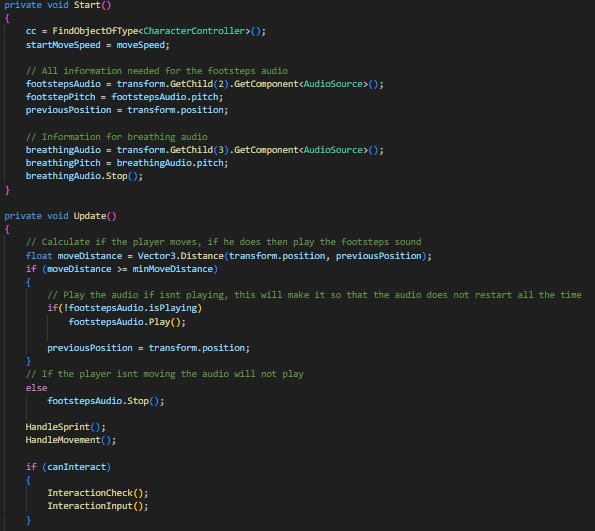 private void Start()
{
cc = FindObjectOfType<CharacterController>();
startMoveSpeed = moveSpeed;
// All information needed for the footsteps audio
footstepsAudio = transform.GetChild(2).GetComponent<AudioSource>();
footstepPitch = footstepsAudio.pitch;
previousPosition = transform.position;
// Information for breathing audio
breathingAudio = transform.GetChild(3).GetComponent<AudioSource>();
breathingPitch = breathingAudio.pitch;
breathingAudio.Stop();
}
private void Update()
{
// Calculate if the player moves, if he does then play the footsteps sound
float moveDistance = Vector3.Distance(transform.position, previousPosition);
if (moveDistance >= minMoveDistance)
{
// Play the audio if isnt playing, this will make it so that the audio does not restart all the time
if(!footstepsAudio.isPlaying)
footstepsAudio.Play();
previousPosition = transform.position;
}
// If the player isnt moving the audio will not play
else
footstepsAudio.Stop();
HandleSprint();
HandleMovement();
if (canInteract)
{
InteractionCheck();
InteractionInput();
}